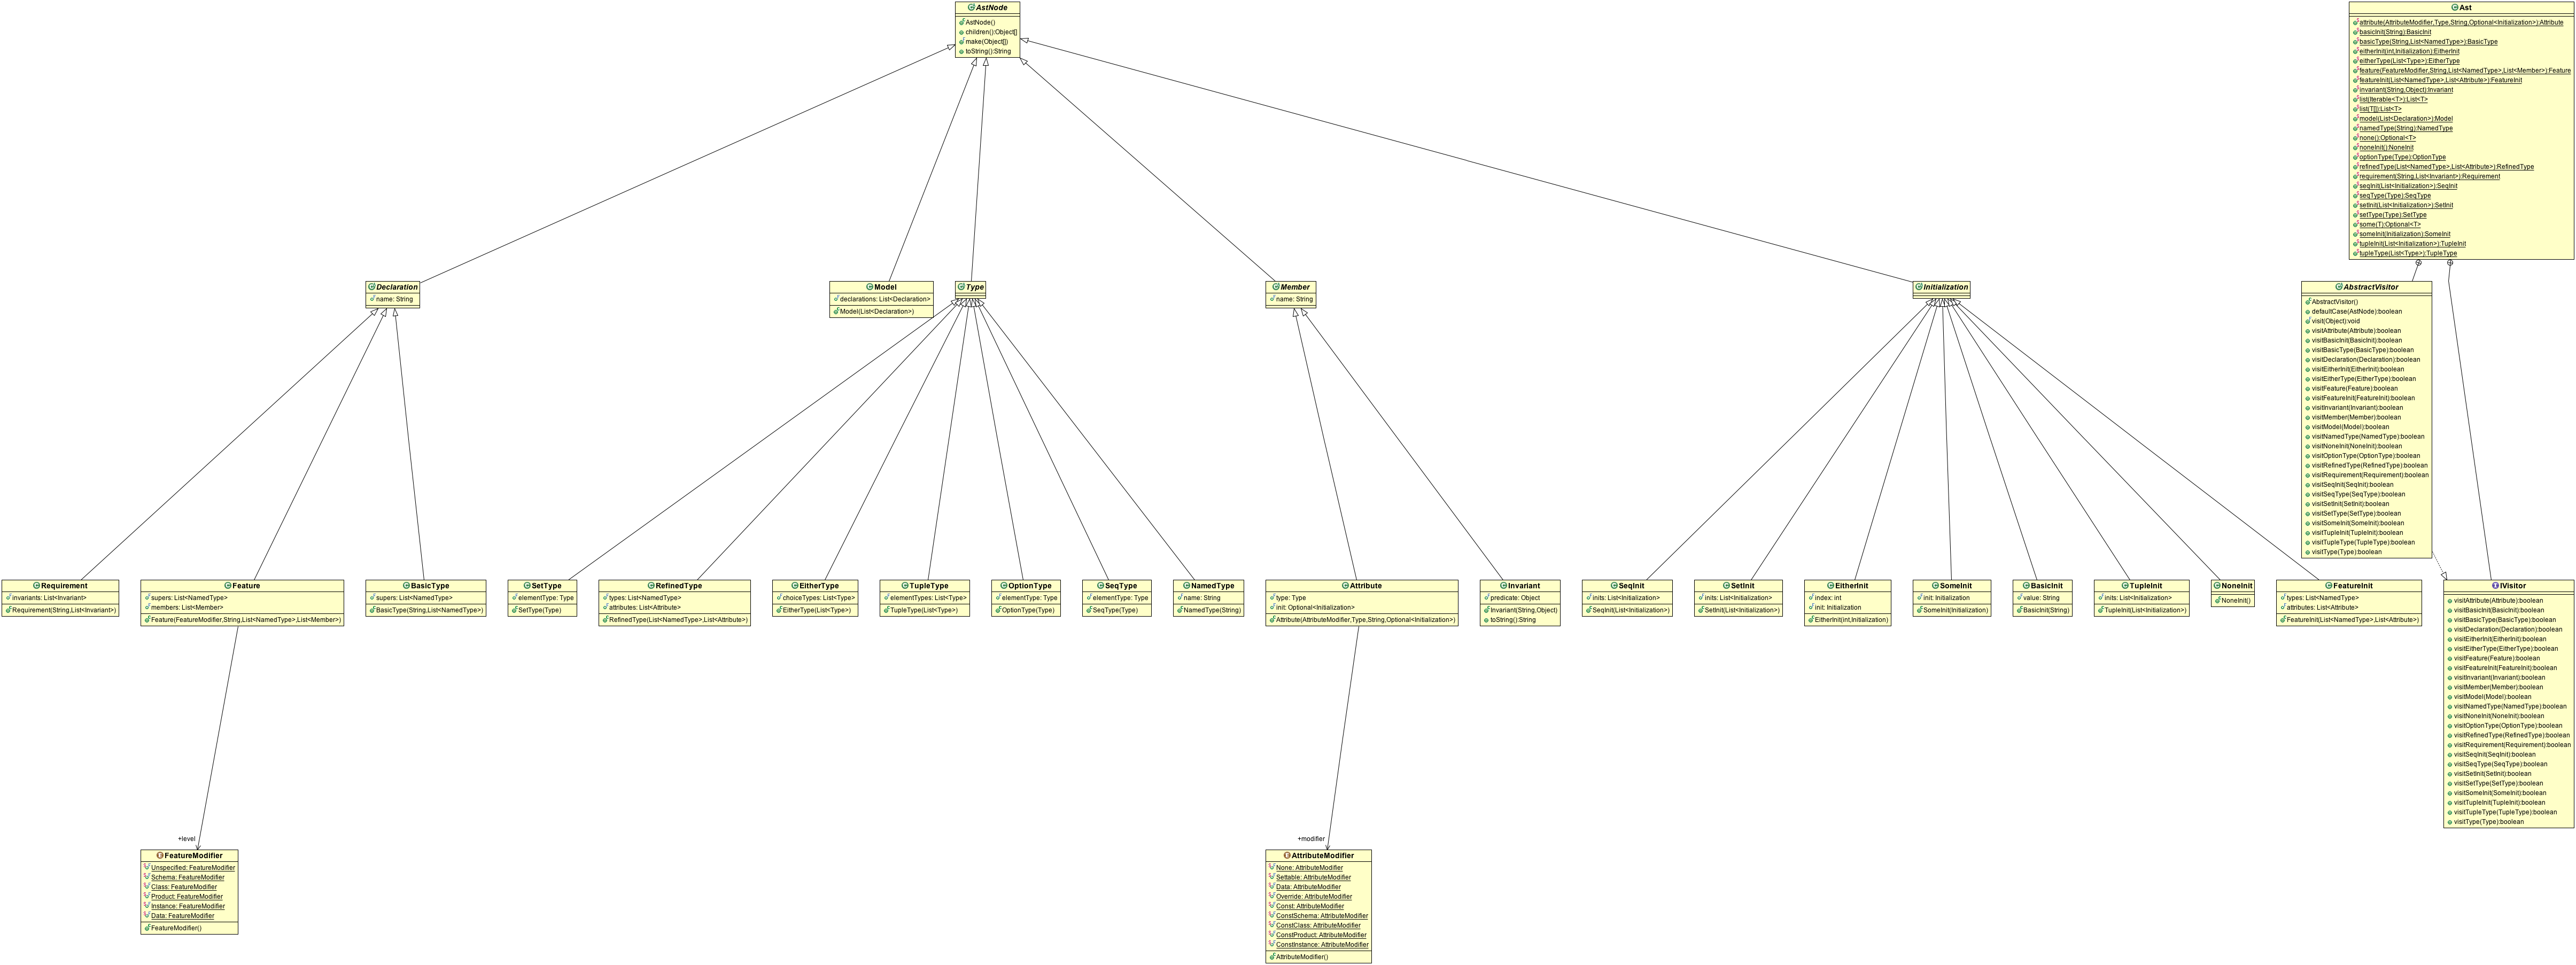 AstNode
AstNode()
children():Object[]
make(Object[])
toString():String
Ast
attribute(AttributeModifier,Type,String,Optional<Initialization>):Attribute
basicInit(String):BasicInit
basicType(String,List<NamedType>):BasicType
eitherInit(int,Initialization):EitherInit
eitherType(List<Type>):EitherType
feature(FeatureModifier,String,List<NamedType>,List<Member>):Feature
featureInit(List<NamedType>,List<Attribute>):FeatureInit
invariant(String,Object):Invariant
list(Iterable<T>):List<T>
list(T[]):List<T>
model(List<Declaration>):Model
namedType(String):NamedType
none():Optional<T>
noneInit():NoneInit
optionType(Type):OptionType
refinedType(List<NamedType>,List<Attribute>):RefinedType
requirement(String,List<Invariant>):Requirement
seqInit(List<Initialization>):SeqInit
seqType(Type):SeqType
setInit(List<Initialization>):SetInit
setType(Type):SetType
some(T):Optional<T>
someInit(Initialization):SomeInit
tupleInit(List<Initialization>):TupleInit
tupleType(List<Type>):TupleType
Declaration
name: String
Model
declarations: List<Declaration>
Model(List<Declaration>)
Type
Member
name: String
Initialization
AbstractVisitor
AbstractVisitor()
defaultCase(AstNode):boolean
visit(Object):void
visitAttribute(Attribute):boolean
visitBasicInit(BasicInit):boolean
visitBasicType(BasicType):boolean
visitDeclaration(Declaration):boolean
visitEitherInit(EitherInit):boolean
visitEitherType(EitherType):boolean
visitFeature(Feature):boolean
visitFeatureInit(FeatureInit):boolean
visitInvariant(Invariant):boolean
visitMember(Member):boolean
visitModel(Model):boolean
visitNamedType(NamedType):boolean
visitNoneInit(NoneInit):boolean
visitOptionType(OptionType):boolean
visitRefinedType(RefinedType):boolean
visitRequirement(Requirement):boolean
visitSeqInit(SeqInit):boolean
visitSeqType(SeqType):boolean
visitSetInit(SetInit):boolean
visitSetType(SetType):boolean
visitSomeInit(SomeInit):boolean
visitTupleInit(TupleInit):boolean
visitTupleType(TupleType):boolean
visitType(Type):boolean
Requirement
invariants: List<Invariant>
Requirement(String,List<Invariant>)
Feature
supers: List<NamedType>
members: List<Member>
Feature(FeatureModifier,String,List<NamedType>,List<Member>)
BasicType
supers: List<NamedType>
BasicType(String,List<NamedType>)
SetType
elementType: Type
SetType(Type)
RefinedType
types: List<NamedType>
attributes: List<Attribute>
RefinedType(List<NamedType>,List<Attribute>)
EitherType
choiceTypes: List<Type>
EitherType(List<Type>)
TupleType
elementTypes: List<Type>
TupleType(List<Type>)
OptionType
elementType: Type
OptionType(Type)
SeqType
elementType: Type
SeqType(Type)
NamedType
name: String
NamedType(String)
Attribute
type: Type
init: Optional<Initialization>
Attribute(AttributeModifier,Type,String,Optional<Initialization>)
Invariant
predicate: Object
Invariant(String,Object)
toString():String
SeqInit
inits: List<Initialization>
SeqInit(List<Initialization>)
SetInit
inits: List<Initialization>
SetInit(List<Initialization>)
EitherInit
index: int
init: Initialization
EitherInit(int,Initialization)
SomeInit
init: Initialization
SomeInit(Initialization)
BasicInit
value: String
BasicInit(String)
TupleInit
inits: List<Initialization>
TupleInit(List<Initialization>)
NoneInit
NoneInit()
FeatureInit
types: List<NamedType>
attributes: List<Attribute>
FeatureInit(List<NamedType>,List<Attribute>)
IVisitor
visitAttribute(Attribute):boolean
visitBasicInit(BasicInit):boolean
visitBasicType(BasicType):boolean
visitDeclaration(Declaration):boolean
visitEitherInit(EitherInit):boolean
visitEitherType(EitherType):boolean
visitFeature(Feature):boolean
visitFeatureInit(FeatureInit):boolean
visitInvariant(Invariant):boolean
visitMember(Member):boolean
visitModel(Model):boolean
visitNamedType(NamedType):boolean
visitNoneInit(NoneInit):boolean
visitOptionType(OptionType):boolean
visitRefinedType(RefinedType):boolean
visitRequirement(Requirement):boolean
visitSeqInit(SeqInit):boolean
visitSeqType(SeqType):boolean
visitSetInit(SetInit):boolean
visitSetType(SetType):boolean
visitSomeInit(SomeInit):boolean
visitTupleInit(TupleInit):boolean
visitTupleType(TupleType):boolean
visitType(Type):boolean
+level
FeatureModifier
Unspecified: FeatureModifier
Schema: FeatureModifier
Class: FeatureModifier
Product: FeatureModifier
Instance: FeatureModifier
Data: FeatureModifier
FeatureModifier()
+modifier
AttributeModifier
None: AttributeModifier
Settable: AttributeModifier
Data: AttributeModifier
Override: AttributeModifier
Const: AttributeModifier
ConstSchema: AttributeModifier
ConstClass: AttributeModifier
ConstProduct: AttributeModifier
ConstInstance: AttributeModifier
AttributeModifier()